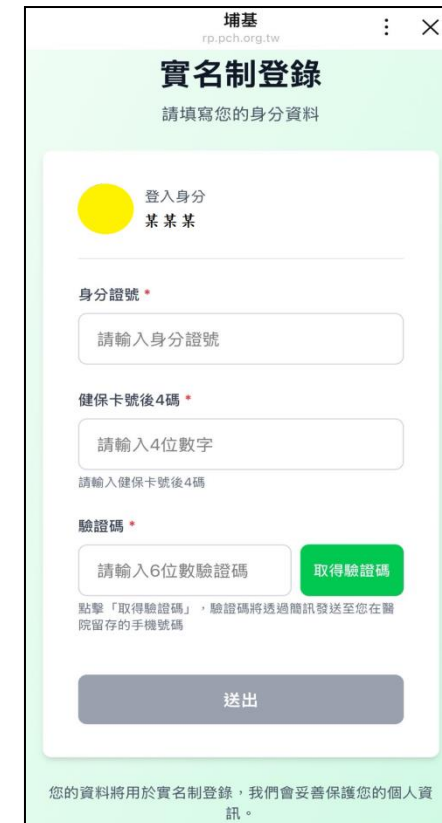 埔基
rp.pch.org.tw
實名制登錄
請填寫您的身分資料
登入身分
某某某
身分證號 *
請輸入身分證號
健保卡號後4碼 *
請輸入4位數字
請輸入健保卡號後4碼
驗證碼 *
請輸入6位數驗證碼
取得驗證碼
點擊「取得驗證碼」，驗證碼將透過簡訊發送至您在醫
院留存的手機號碼
送出
您的資料將用於實名制登錄，我們會妥善保護您的個人資
訊。